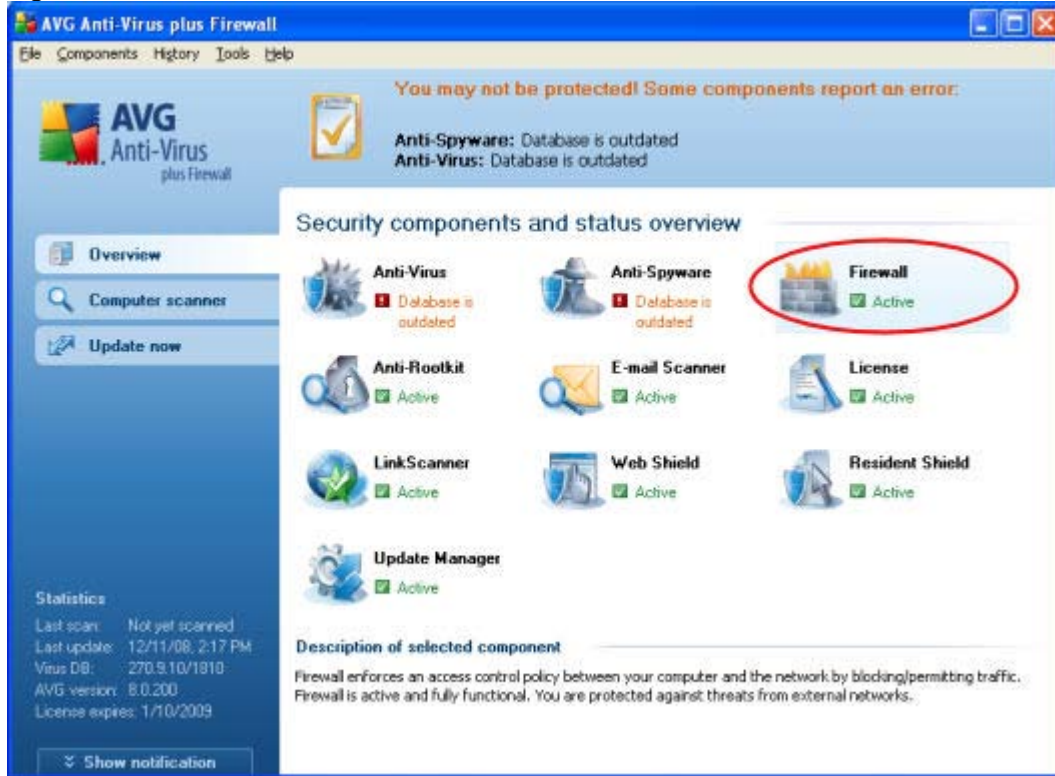 AVG Anti-Virus plus Firewall
File Components History Tools Help
AVG
Anti-Virus
plus Firewall
You may not be protected! Some components report an error:
Anti-Spyware: Database is outdated
Anti-Virus: Database is outdated
Overview
Computer scanner
Update now
Security components and status overview
Anti-Virus
Database is
outdated
Anti-Spyware
Database is
outdated
Firewall
Active
Anti-Rootkit
Active
E-mail Scanner
Active
License
Active
LinkScanner
Active
Web Shield
Active
Resident Shield
Active
Update Manager
Active
Statistics
Last scan: Not yet scanned
Last update: 12/11/08, 2:17 PM
Virus DB: 270.9.10/1810
AVG version: 8.0.200
License expires: 1/10/2009
Show notification
Description of selected component
Firewall enforces an access control policy between your computer and the network by blocking/permitting traffic.
Firewall is active and fully functional. You are protected against threats from external networks.